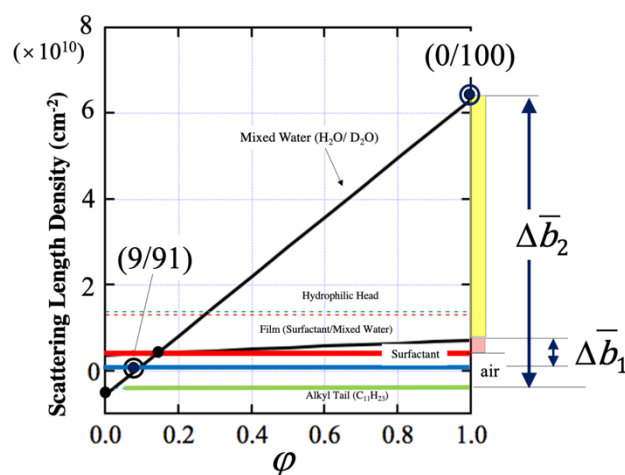 (× 10¹⁰)
(0/100)
8
6
4
2
0
Scattering Length Density (cm⁻²)
Mixed Water (H₂O/ D₂O)
(9/91)
Hydrophilic Head
Film (Surfactant/Mixed Water)
Surfactant
air
Alkyl Tail (C₁₁H₂₃)
Δb̅₂
Δb̅₁
0.0 0.2 0.4 0.6 0.8 1.0
φ